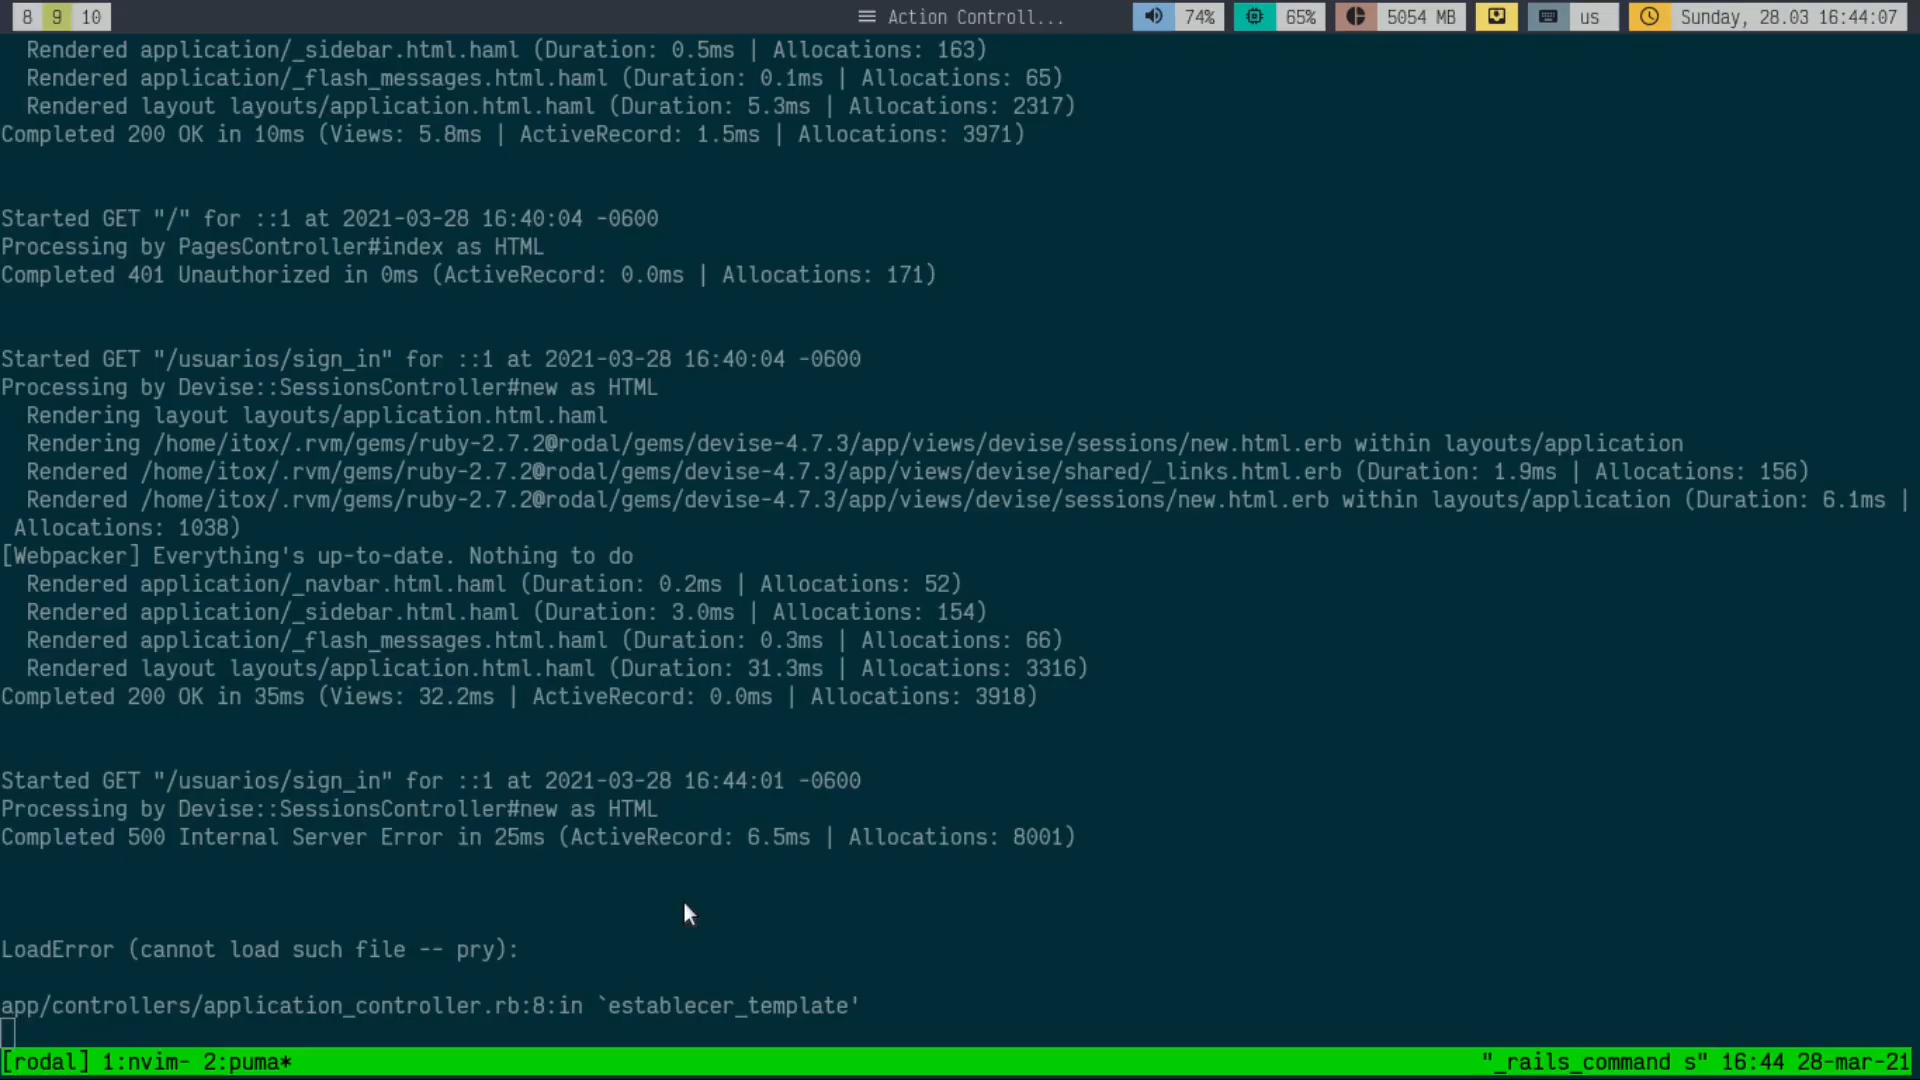 8 9 10 Action Controll... 74% 65% 5054 MB us Sunday, 28.03 16:44:07
Rendered application/_sidebar.html.haml (Duration: 0.5ms | Allocations: 163)
Rendered application/_flash_messages.html.haml (Duration: 0.1ms | Allocations: 65)
Rendered layout layouts/application.html.haml (Duration: 5.3ms | Allocations: 2317)
Completed 200 OK in 10ms (Views: 5.8ms | ActiveRecord: 1.5ms | Allocations: 3971)
Started GET "/" for ::1 at 2021-03-28 16:40:04 -0600
Processing by PagesController#index as HTML
Completed 401 Unauthorized in 0ms (ActiveRecord: 0.0ms | Allocations: 171)
Started GET "/usuarios/sign_in" for ::1 at 2021-03-28 16:40:04 -0600
Processing by Devise::SessionsController#new as HTML
Rendering layout layouts/application.html.haml
Rendering /home/itox/.rvm/gems/ruby-2.7.2@rodal/gems/devise-4.7.3/app/views/devise/sessions/new.html.erb within layouts/application
Rendered /home/itox/.rvm/gems/ruby-2.7.2@rodal/gems/devise-4.7.3/app/views/devise/shared/_links.html.erb (Duration: 1.9ms | Allocations: 156)
Rendered /home/itox/.rvm/gems/ruby-2.7.2@rodal/gems/devise-4.7.3/app/views/devise/sessions/new.html.erb within layouts/application (Duration: 6.1ms |
Allocations: 1038)
[Webpacker] Everything's up-to-date. Nothing to do
Rendered application/_navbar.html.haml (Duration: 0.2ms | Allocations: 52)
Rendered application/_sidebar.html.haml (Duration: 3.0ms | Allocations: 154)
Rendered application/_flash_messages.html.haml (Duration: 0.3ms | Allocations: 66)
Rendered layout layouts/application.html.haml (Duration: 31.3ms | Allocations: 3316)
Completed 200 OK in 35ms (Views: 32.2ms | ActiveRecord: 0.0ms | Allocations: 3918)
Started GET "/usuarios/sign_in" for ::1 at 2021-03-28 16:44:01 -0600
Processing by Devise::SessionsController#new as HTML
Completed 500 Internal Server Error in 25ms (ActiveRecord: 6.5ms | Allocations: 8001)
LoadError (cannot load such file -- pry):
app/controllers/application_controller.rb:8:in `establecer_template'
[rodal] 1:nvim- 2:puma* "_rails_command s" 16:44 28-mar-21